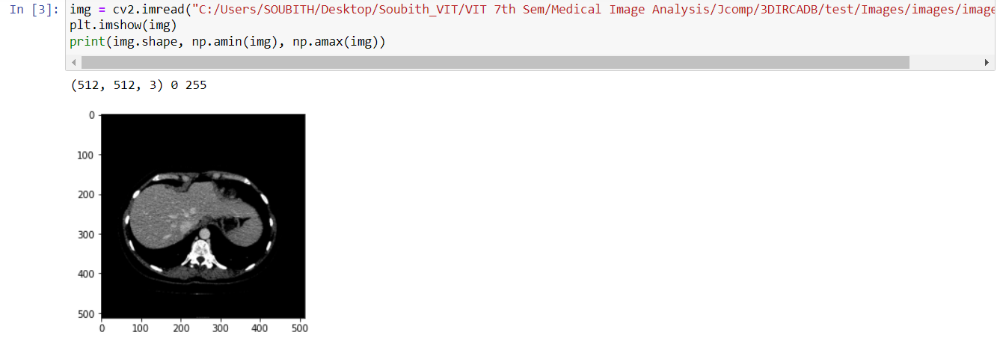 In [3]: img = cv2.imread("C:/Users/SOUBITH/Desktop/Soubith_VIT/VIT 7th Sem/Medical Image Analysis/Jcomp/3DIRCADB/test/Images/images/image
plt.imshow(img)
print(img.shape, np.amin(img), np.amax(img))
(512, 512, 3) 0 255
0
100
200
300
400
500
0 100 200 300 400 500